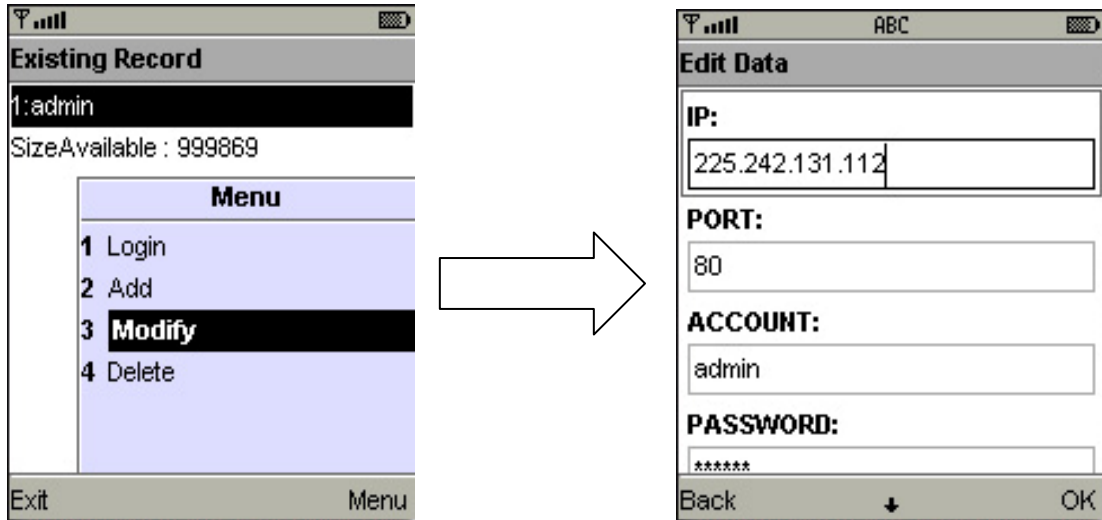 Existing Record
1:admin
SizeAvailable : 999869
Menu
1 Login
2 Add
3 Modify
4 Delete
Exit Menu
ABC
Edit Data
IP:
225.242.131.112
PORT:
80
ACCOUNT:
admin
PASSWORD:
******
Back OK